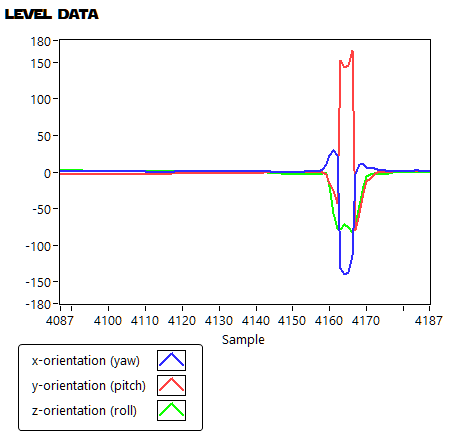 LEVEL DATA
180
150
100
50
0
-50
-100
-150
-180
4087 4100 4110 4120 4130 4140 4150 4160 4170 4187
Sample
x-orientation (yaw)
y-orientation (pitch)
z-orientation (roll)